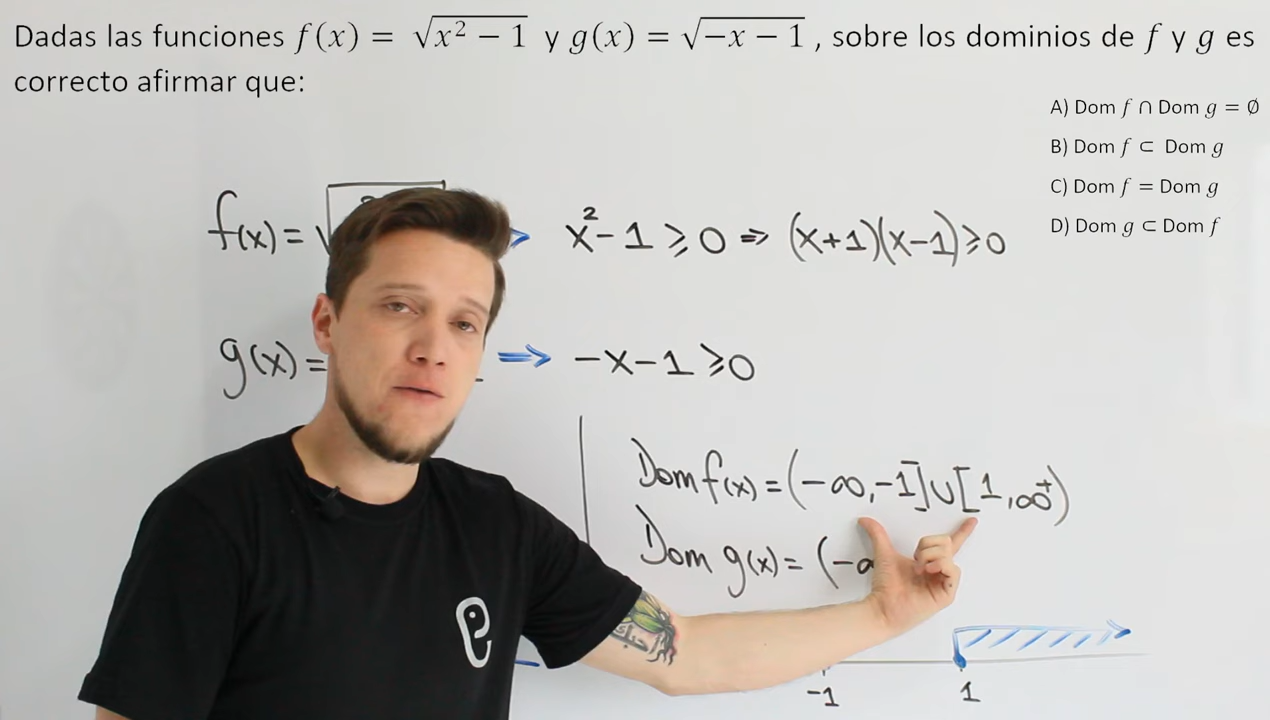 Dadas las funciones f(x) = √x² − 1 y g(x) = √−x − 1 , sobre los dominios de f y g es
correcto afirmar que:
A) Dom f ∩ Dom g = ∅
B) Dom f ⊂ Dom g
C) Dom f = Dom g
D) Dom g ⊂ Dom f
f(x) = √ ⇒ x² − 1 ⩾ 0 ⇒ (x+1)(x−1) ⩾ 0
g(x) = ⇒ −x − 1 ⩾ 0
Dom f(x) = (−∞, −1] ∪ [1, ∞⁺)
Dom g(x) = (−∞
−1 1